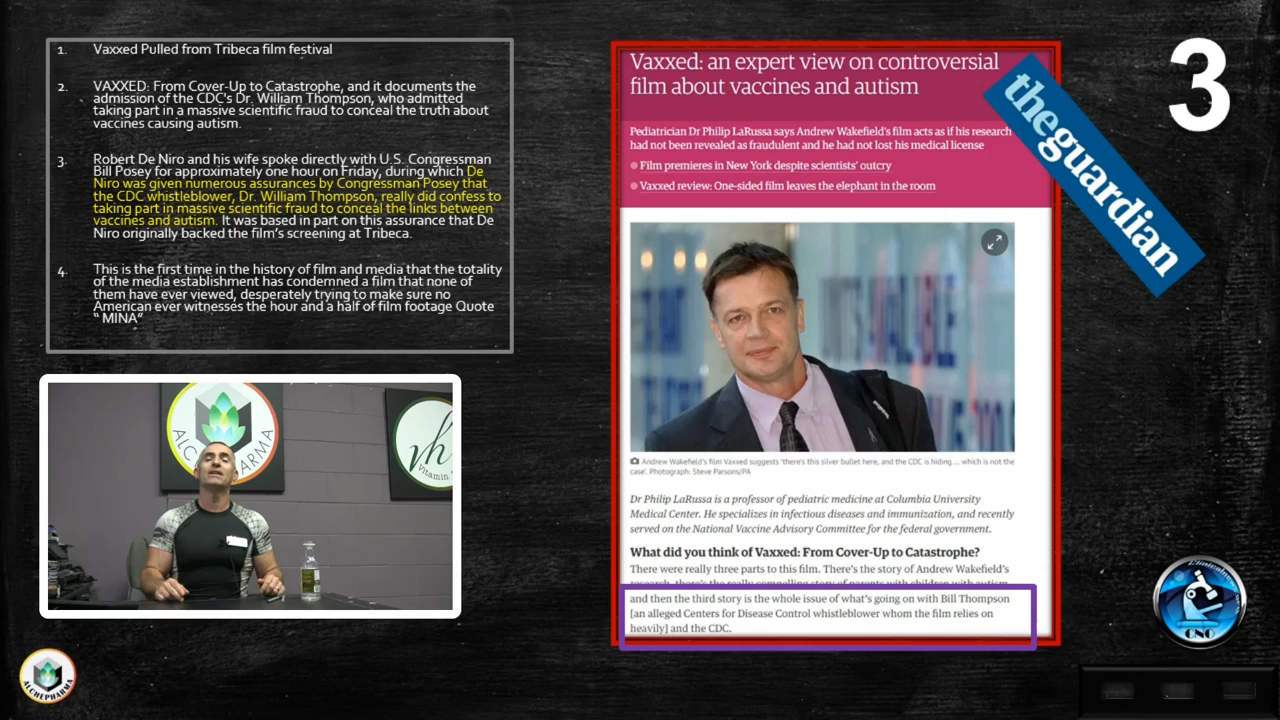 1. Vaxxed Pulled from Tribeca film festival
2. VAXXED: From Cover-Up to Catastrophe, and it documents the
admission of the CDC's Dr. William Thompson, who admitted
taking part in a massive scientific fraud to conceal the truth about
vaccines causing autism.
3. Robert De Niro and his wife spoke directly with U.S. Congressman
Bill Posey for approximately one hour on Friday, during which De
Niro was given numerous assurances by Congressman Posey that
the CDC whistleblower, Dr. William Thompson, really did confess to
taking part in massive scientific fraud to conceal the links between
vaccines and autism. It was based in part on this assurance that De
Niro originally backed the film's screening at Tribeca.
4. This is the first time in the history of film and media that the totality
of the media establishment has condemned a film that none of
them have ever viewed, desperately trying to make sure no
American ever witnesses the hour and a half of film footage Quote
“ MINA”
ALCHEPHARMA
vh
Vitamin
ALCHEPHARMA
Vaxxed: an expert view on controversial
film about vaccines and autism
Pediatrician Dr Philip LaRussa says Andrew Wakefield's film acts as if his research
had not been revealed as fraudulent and he had not lost his medical license
Film premieres in New York despite scientists' outcry
Vaxxed review: One-sided film leaves the elephant in the room
Andrew Wakefield's film Vaxxed suggests 'there's this silver bullet here, and the CDC is hiding ... which is not the
case'. Photograph: Steve Parsons/PA
Dr Philip LaRussa is a professor of pediatric medicine at Columbia University
Medical Center. He specializes in infectious diseases and immunization, and recently
served on the National Vaccine Advisory Committee for the federal government.
What did you think of Vaxxed: From Cover-Up to Catastrophe?
There were really three parts to this film. There's the story of Andrew Wakefield's
research, there's the really compelling story of parents with children with autism
and then the third story is the whole issue of what's going on with Bill Thompson
[an alleged Centers for Disease Control whistleblower whom the film relies on
heavily] and the CDC.
theguardian
3
CNO